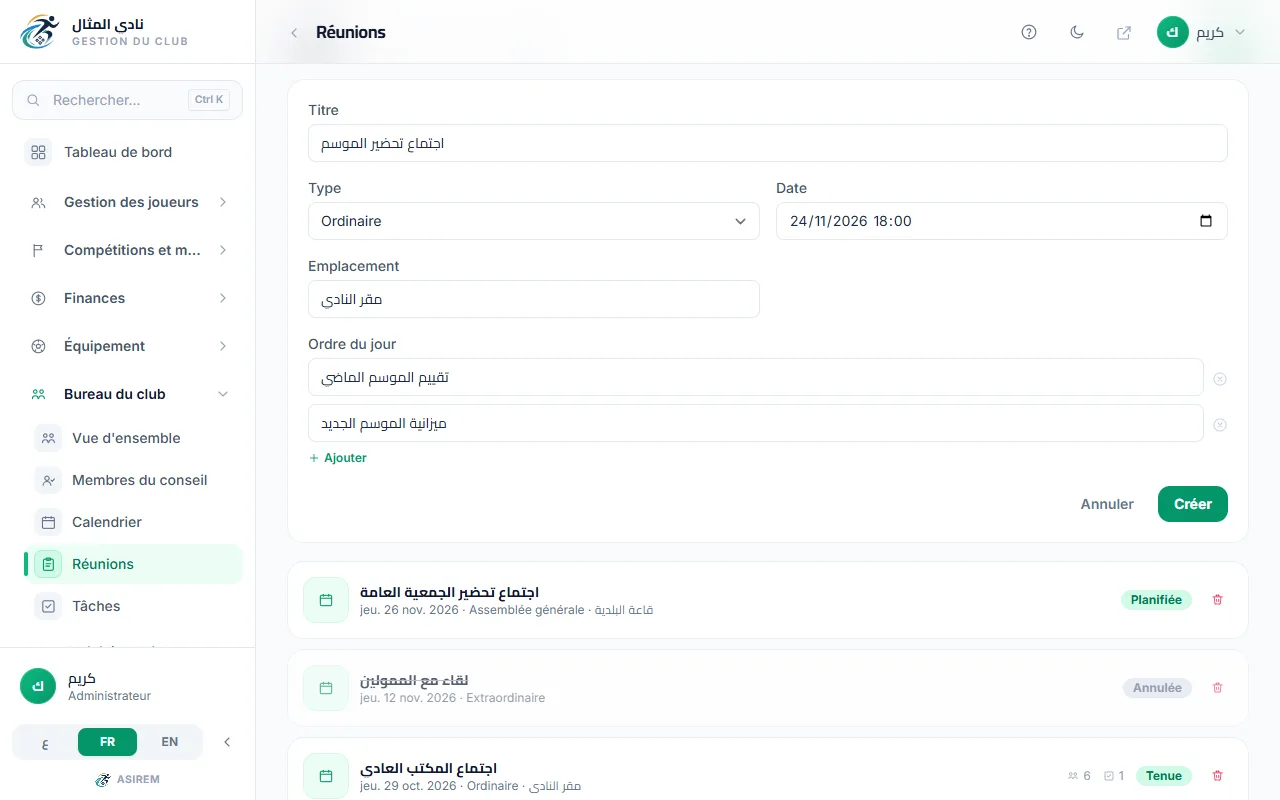 نادي المثال
GESTION DU CLUB
Rechercher...
Ctrl K
Tableau de bord
Gestion des joueurs
Compétitions et m...
Finances
Équipement
Bureau du club
Vue d'ensemble
Membres du conseil
Calendrier
Réunions
Tâches
كريم
Administrateur
ع
FR
EN
ASIREM
Réunions
ك
كريم
Titre
اجتماع تحضير الموسم
Type
Date
Ordinaire
24/11/2026 18:00
Emplacement
مقر النادي
Ordre du jour
تقييم الموسم الماضي
ميزانية الموسم الجديد
+ Ajouter
Annuler
Créer
اجتماع تحضير الجمعية العامة
jeu. 26 nov. 2026 · Assemblée générale · قاعة البلدية
Planifiée
لقاء مع الممولين
jeu. 12 nov. 2026 · Extraordinaire
Annulée
اجتماع المكتب العادي
jeu. 29 oct. 2026 · Ordinaire · مقر النادي
6
1
Tenue